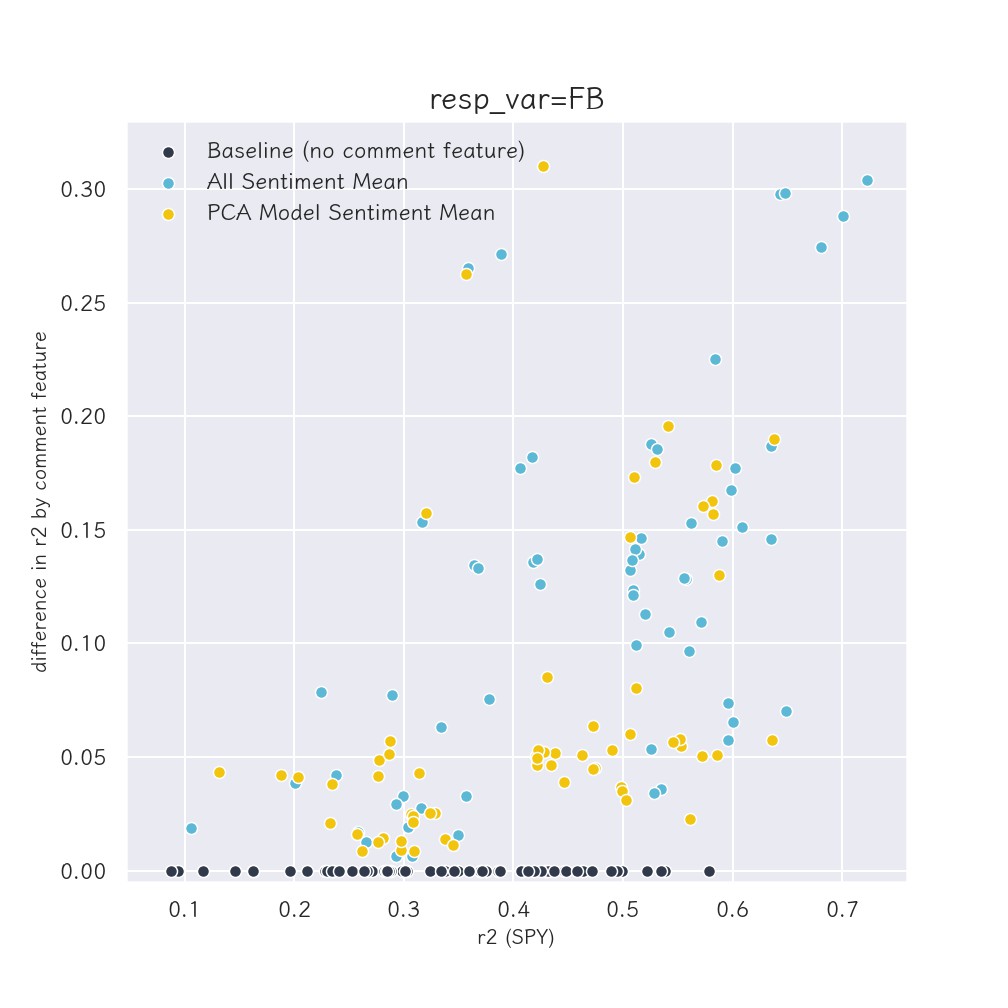 resp_var=FB
Baseline (no comment feature)
All Sentiment Mean
PCA Model Sentiment Mean
difference in r2 by comment feature
0.30
0.25
0.20
0.15
0.10
0.05
0.00
0.1 0.2 0.3 0.4 0.5 0.6 0.7
r2 (SPY)